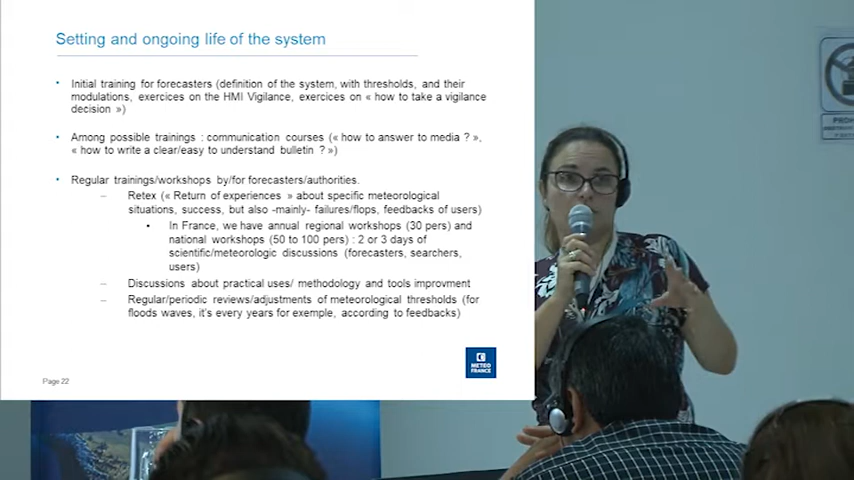 Setting and ongoing life of the system
• Initial training for forecasters (definition of the system, with thresholds, and their
modulations, exercices on the HMI Vigilance, exercices on « how to take a vigilance
decision »)
• Among possible trainings : communication courses (« how to answer to media ? »,
« how to write a clear/easy to understand bulletin ? »)
• Regular trainings/workshops by/for forecasters/authorities.
– Retex (« Return of experiences » about specific meteorological
situations, success, but also -mainly- failures/flops, feedbacks of users)
• In France, we have annual regional workshops (30 pers) and
national workshops (50 to 100 pers) : 2 or 3 days of
scientific/meteorologic discussions (forecasters, searchers,
users)
– Discussions about practical uses/ methodology and tools improvment
– Regular/periodic reviews/adjustments of meteorological thresholds (for
floods waves, it's every years for exemple, according to feedbacks)
METEO
FRANCE
Page 22